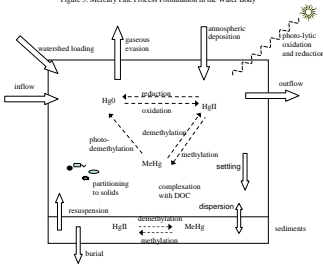 Figure 3. Mercury Fate Process Formulation in the Water Body
gaseous
evasion
atmospheric
deposition
photo-lytic
oxidation
and reduction
watershed loading
inflow
outflow
Hg0
reduction
oxidation
HgII
photo-
demethylation
demethylation
methylation
MeHg
settling
partitioning
to solids
complexation
with DOC
resuspension
dispersion
sediments
HgII
demethylation
methylation
MeHg
burial